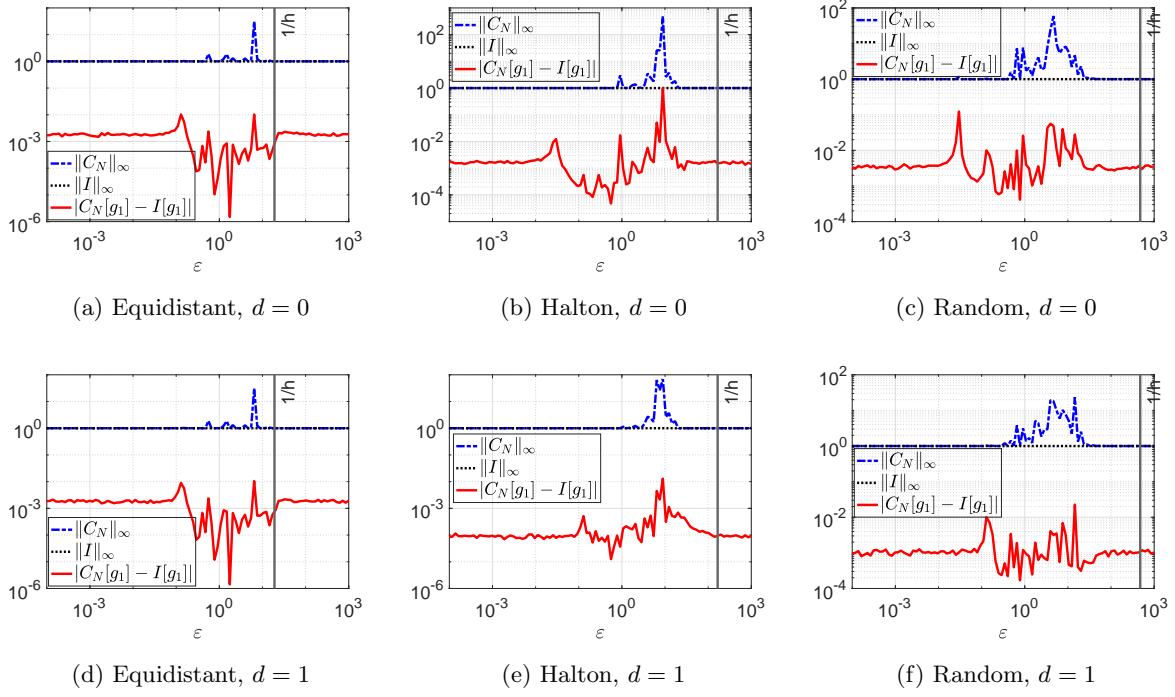 10^0
10^{-3}
10^{-6}
‖C_N‖_∞
‖I‖_∞
|C_N[g_1] − I[g_1]|
1/h
10^{-3} 10^0 10^3
ε
(a) Equidistant, d = 0
10^2
10^0
10^{-2}
10^{-4}
‖C_N‖_∞
‖I‖_∞
|C_N[g_1] − I[g_1]|
1/h
10^{-3} 10^0 10^3
ε
(b) Halton, d = 0
10^2
10^0
10^{-2}
10^{-4}
‖C_N‖_∞
‖I‖_∞
|C_N[g_1] − I[g_1]|
1/h
10^{-3} 10^0 10^3
ε
(c) Random, d = 0
10^0
10^{-3}
10^{-6}
‖C_N‖_∞
‖I‖_∞
|C_N[g_1] − I[g_1]|
1/h
10^{-3} 10^0 10^3
ε
(d) Equidistant, d = 1
10^0
10^{-3}
10^{-6}
‖C_N‖_∞
‖I‖_∞
|C_N[g_1] − I[g_1]|
1/h
10^{-3} 10^0 10^3
ε
(e) Halton, d = 1
10^2
10^0
10^{-2}
10^{-4}
‖C_N‖_∞
‖I‖_∞
|C_N[g_1] − I[g_1]|
1/h
10^{-3} 10^0 10^3
ε
(f) Random, d = 1